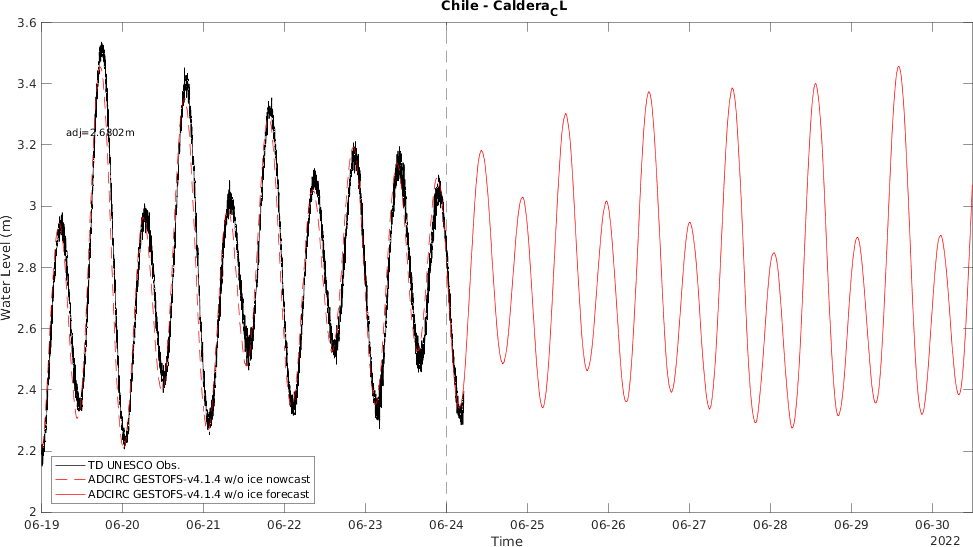 Chile - Caldera_CL
3.6
3.4
3.2
3
2.8
2.6
2.4
2.2
2
Water Level (m)
adj=2.6802m
TD UNESCO Obs.
ADCIRC GESTOFS-v4.1.4 w/o ice nowcast
ADCIRC GESTOFS-v4.1.4 w/o ice forecast
06-19 06-20 06-21 06-22 06-23 06-24 06-25 06-26 06-27 06-28 06-29 06-30
Time
2022